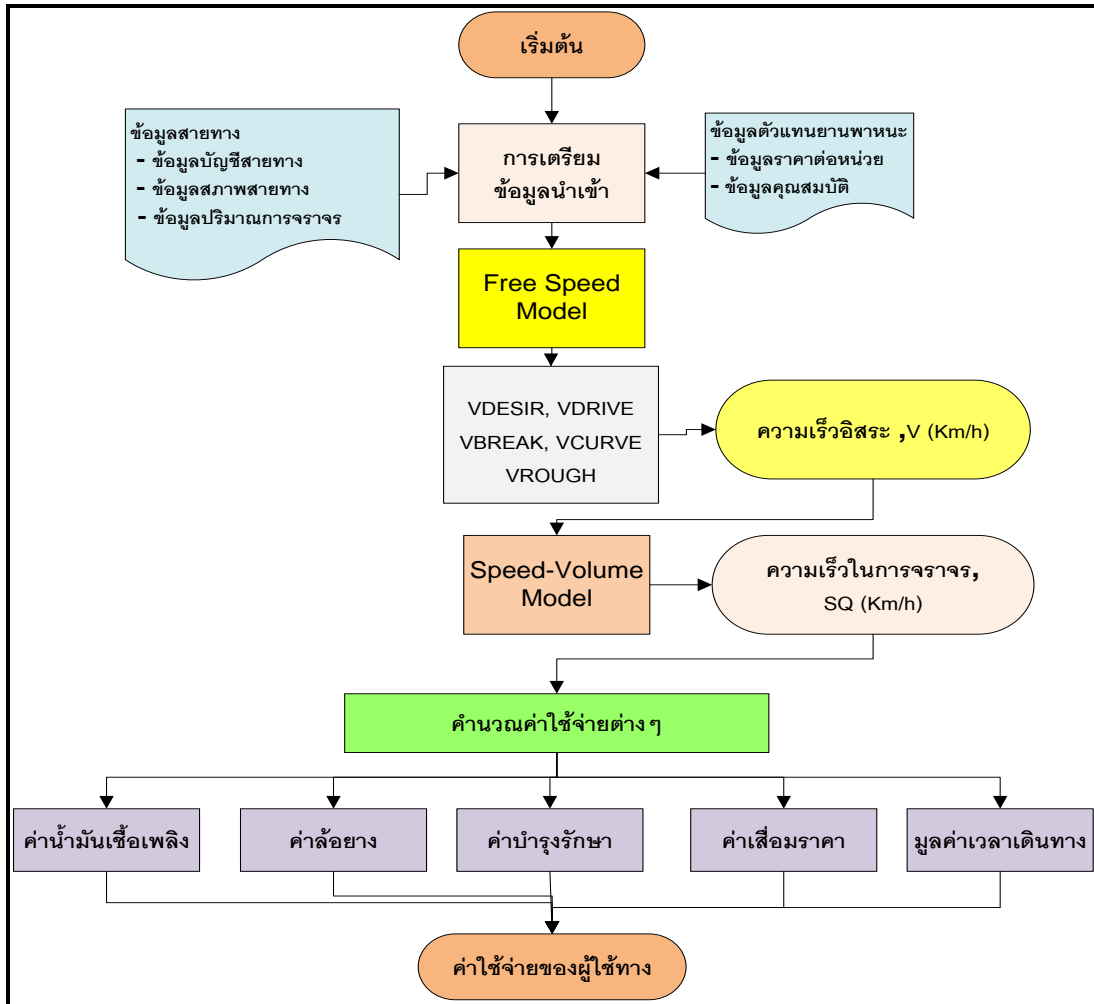 เริ่มต้น
ข้อมูลสายทาง
- ข้อมูลบัญชีสายทาง
- ข้อมูลสภาพสายทาง
- ข้อมูลปริมาณการจราจร
การเตรียม
ข้อมูลนำเข้า
ข้อมูลตัวแทนยานพาหนะ
- ข้อมูลราคาต่อหน่วย
- ข้อมูลคุณสมบัติ
Free Speed
Model
VDESIR, VDRIVE
VBREAK, VCURVE
VROUGH
ความเร็วอิสระ ,V (Km/h)
Speed-Volume
Model
ความเร็วในการจราจร,
SQ (Km/h)
คำนวณค่าใช้จ่ายต่างๆ
ค่าน้ำมันเชื้อเพลิง
ค่าล้อยาง
ค่าบำรุงรักษา
ค่าเสื่อมราคา
มูลค่าเวลาเดินทาง
ค่าใช้จ่ายของผู้ใช้ทาง